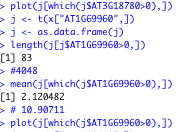 > plot(j[which(j$AT3G18780>0),])
> j <- t(x["AT1G69960",])
> j <- as.data.frame(j)
> length(j[j$AT1G69960>0,])
[1] 83
> #4048
> mean(j[which(j$AT1G69960>0),])
[1] 2.120482
> # 10.90711
> plot(j[which(j$AT1G69960>0),])